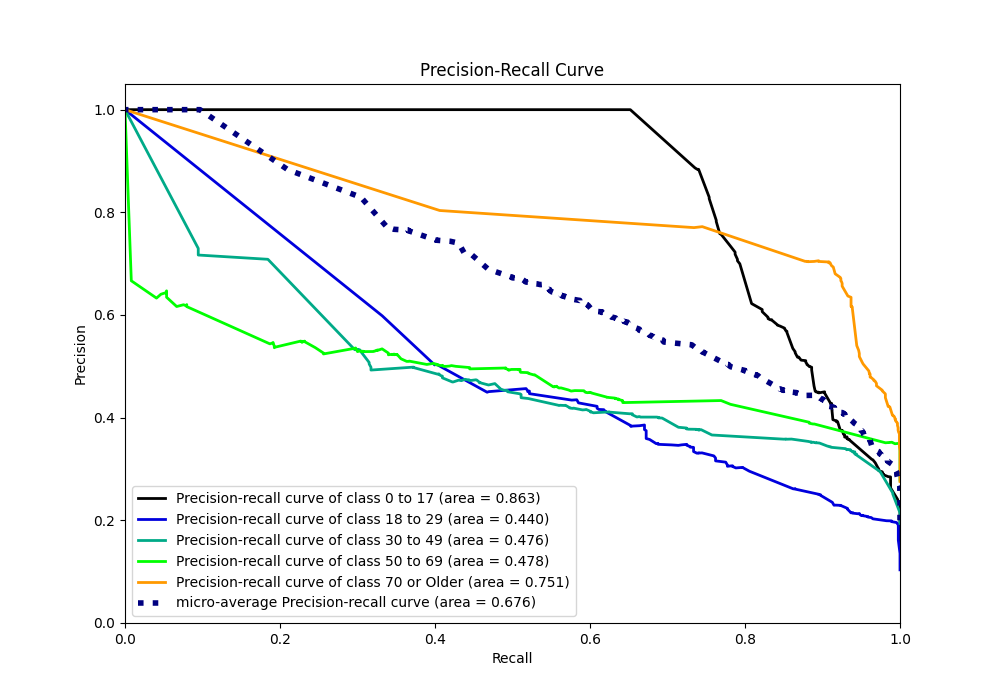 Precision-Recall Curve
1.0
0.8
0.6
0.4
0.2
0.0
Precision
Precision-recall curve of class 0 to 17 (area = 0.863)
Precision-recall curve of class 18 to 29 (area = 0.440)
Precision-recall curve of class 30 to 49 (area = 0.476)
Precision-recall curve of class 50 to 69 (area = 0.478)
Precision-recall curve of class 70 or Older (area = 0.751)
micro-average Precision-recall curve (area = 0.676)
0.0 0.2 0.4 0.6 0.8 1.0
Recall